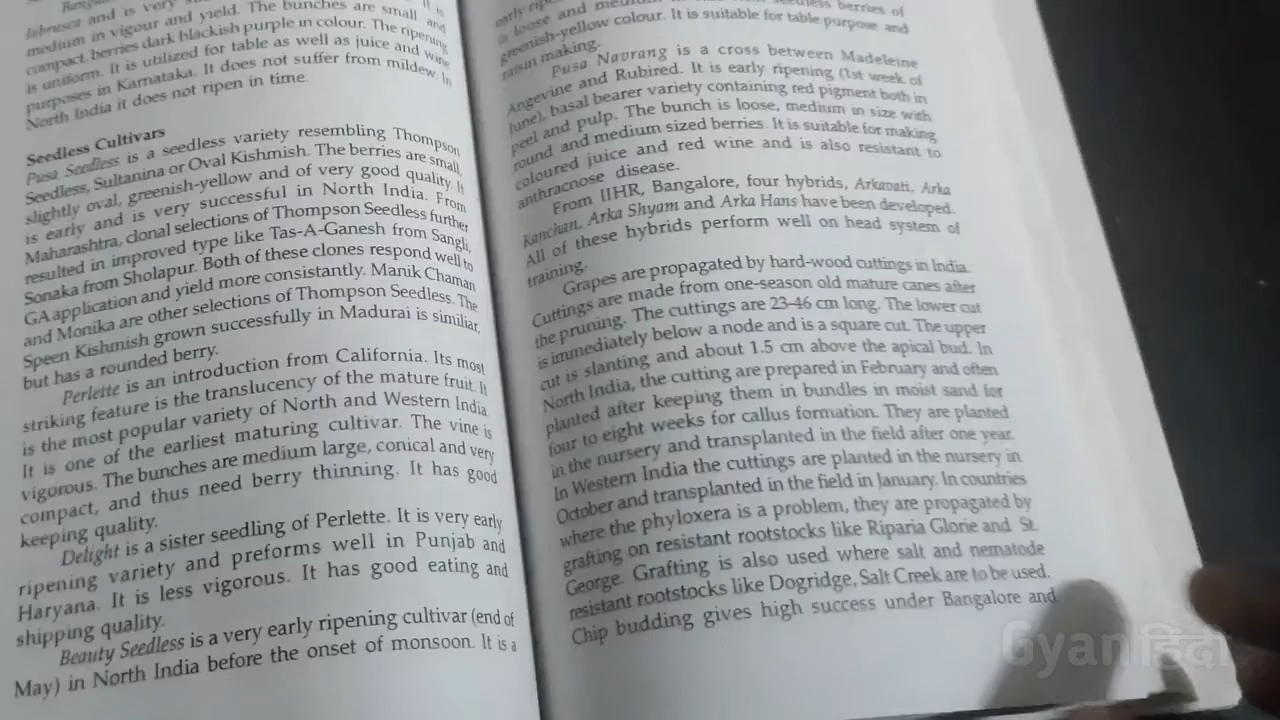 labrusca and is very
medium in vigour and yield. The bunches are small and
compact, berries dark blackish purple in colour. The ripening
is uniform. It is utilized for table as well as juice and wine
purposes in Karnataka. It does not suffer from mildew. In
North India it does not ripen in time.
Seedless Cultivars
Pusa Seedless is a seedless variety resembling Thompson
Seedless, Sultanina or Oval Kishmish. The berries are small,
slightly oval, greenish-yellow and of very good quality. It
is early and is very successful in North India. From
Maharashtra, clonal selections of Thompson Seedless further
resulted in improved type like Tas-A-Ganesh from Sangli,
Sonaka from Sholapur. Both of these clones respond well to
GA application and yield more consistantly. Manik Chaman
and Monika are other selections of Thompson Seedless. The
Speen Kishmish grown successfully in Madurai is similiar,
but has a rounded berry.
Perlette is an introduction from California. Its most
striking feature is the translucency of the mature fruit. It
is the most popular variety of North and Western India
It is one of the earliest maturing cultivar. The vine is
vigorous. The bunches are medium large, conical and very
compact, and thus need berry thinning. It has good
keeping quality.
Delight is a sister seedling of Perlette. It is very early
ripening variety and preforms well in Punjab and
Haryana. It is less vigorous. It has good eating and
shipping quality.
Beauty Seedless is a very early ripening cultivar (end of
May) in North India before the onset of monsoon. It is a
early
is loose and medium seedless berries of
greenish-yellow colour. It is suitable for table purpose and
raisin making.
Pusa Navrang is a cross between Madeleine
Angevine and Rubired. It is early ripening (1st week of
June), basal bearer variety containing red pigment both in
peel and pulp. The bunch is loose, medium in size with
round and medium sized berries. It is suitable for making
coloured juice and red wine and is also resistant to
anthracnose disease.
From IIHR, Bangalore, four hybrids, Arkavati, Arka
Kanchan, Arka Shyam and Arka Hans have been developed.
All of these hybrids perform well on head system of
training.
Grapes are propagated by hard-wood cuttings in India.
Cuttings are made from one-season old mature canes after
the pruning. The cuttings are 23-46 cm long. The lower cut
is immediately below a node and is a square cut. The upper
cut is slanting and about 1.5 cm above the apical bud. In
North India, the cutting are prepared in February and often
planted after keeping them in bundles in moist sand for
four to eight weeks for callus formation. They are planted
in the nursery and transplanted in the field after one year.
In Western India the cuttings are planted in the nursery in
October and transplanted in the field in January. In countries
where the phyloxera is a problem, they are propagated by
grafting on resistant rootstocks like Riparia Glorie and St.
George. Grafting is also used where salt and nematode
resistant rootstocks like Dogridge, Salt Creek are to be used.
Chip budding gives high success under Bangalore and
Gyanहिंदी